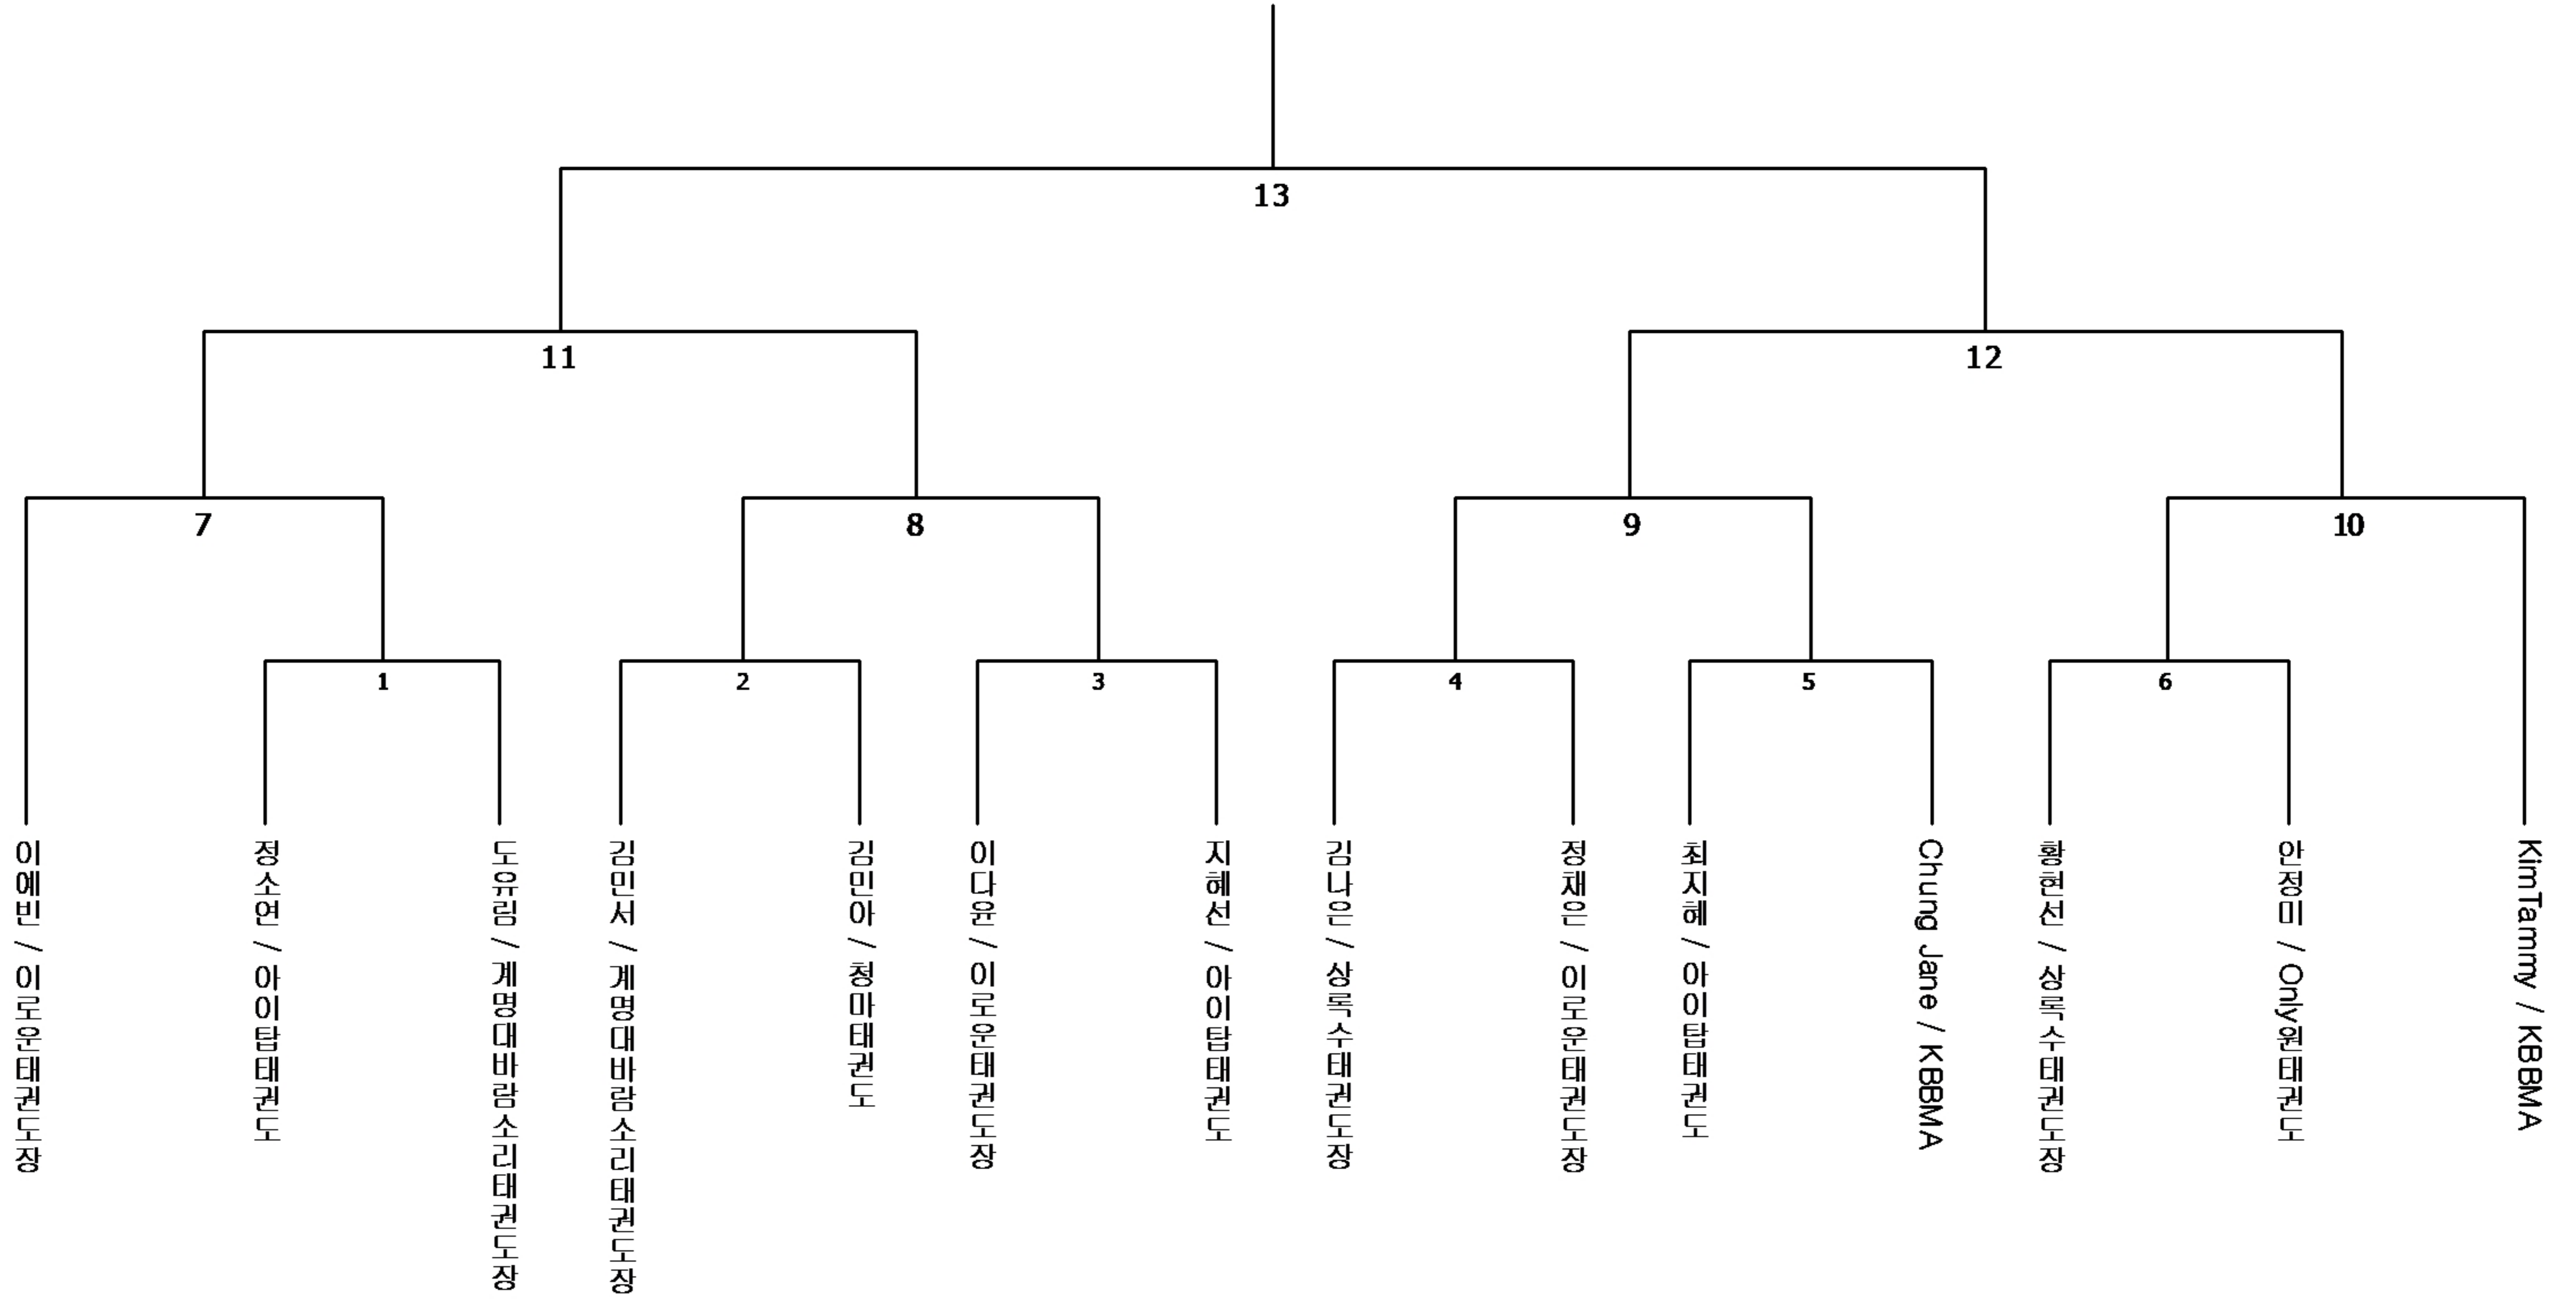 13
11
12
7
8
9
10
1
2
3
4
5
6
이예빈 / 이로운태권도장
정소연 / 아이탑태권도
도유림 / 계명대바람소리태권도장
김민서 / 계명대바람소리태권도장
김민아 / 청마태권도
이다윤 / 이로운태권도장
지혜선 / 아이탑태권도
김나은 / 상록수태권도장
정채은 / 이로운태권도장
최지혜 / 아이탑태권도
Chung Jane / KBBMA
황현선 / 상록수태권도장
안정미 / Only원태권도
KimTammy / KBBMA